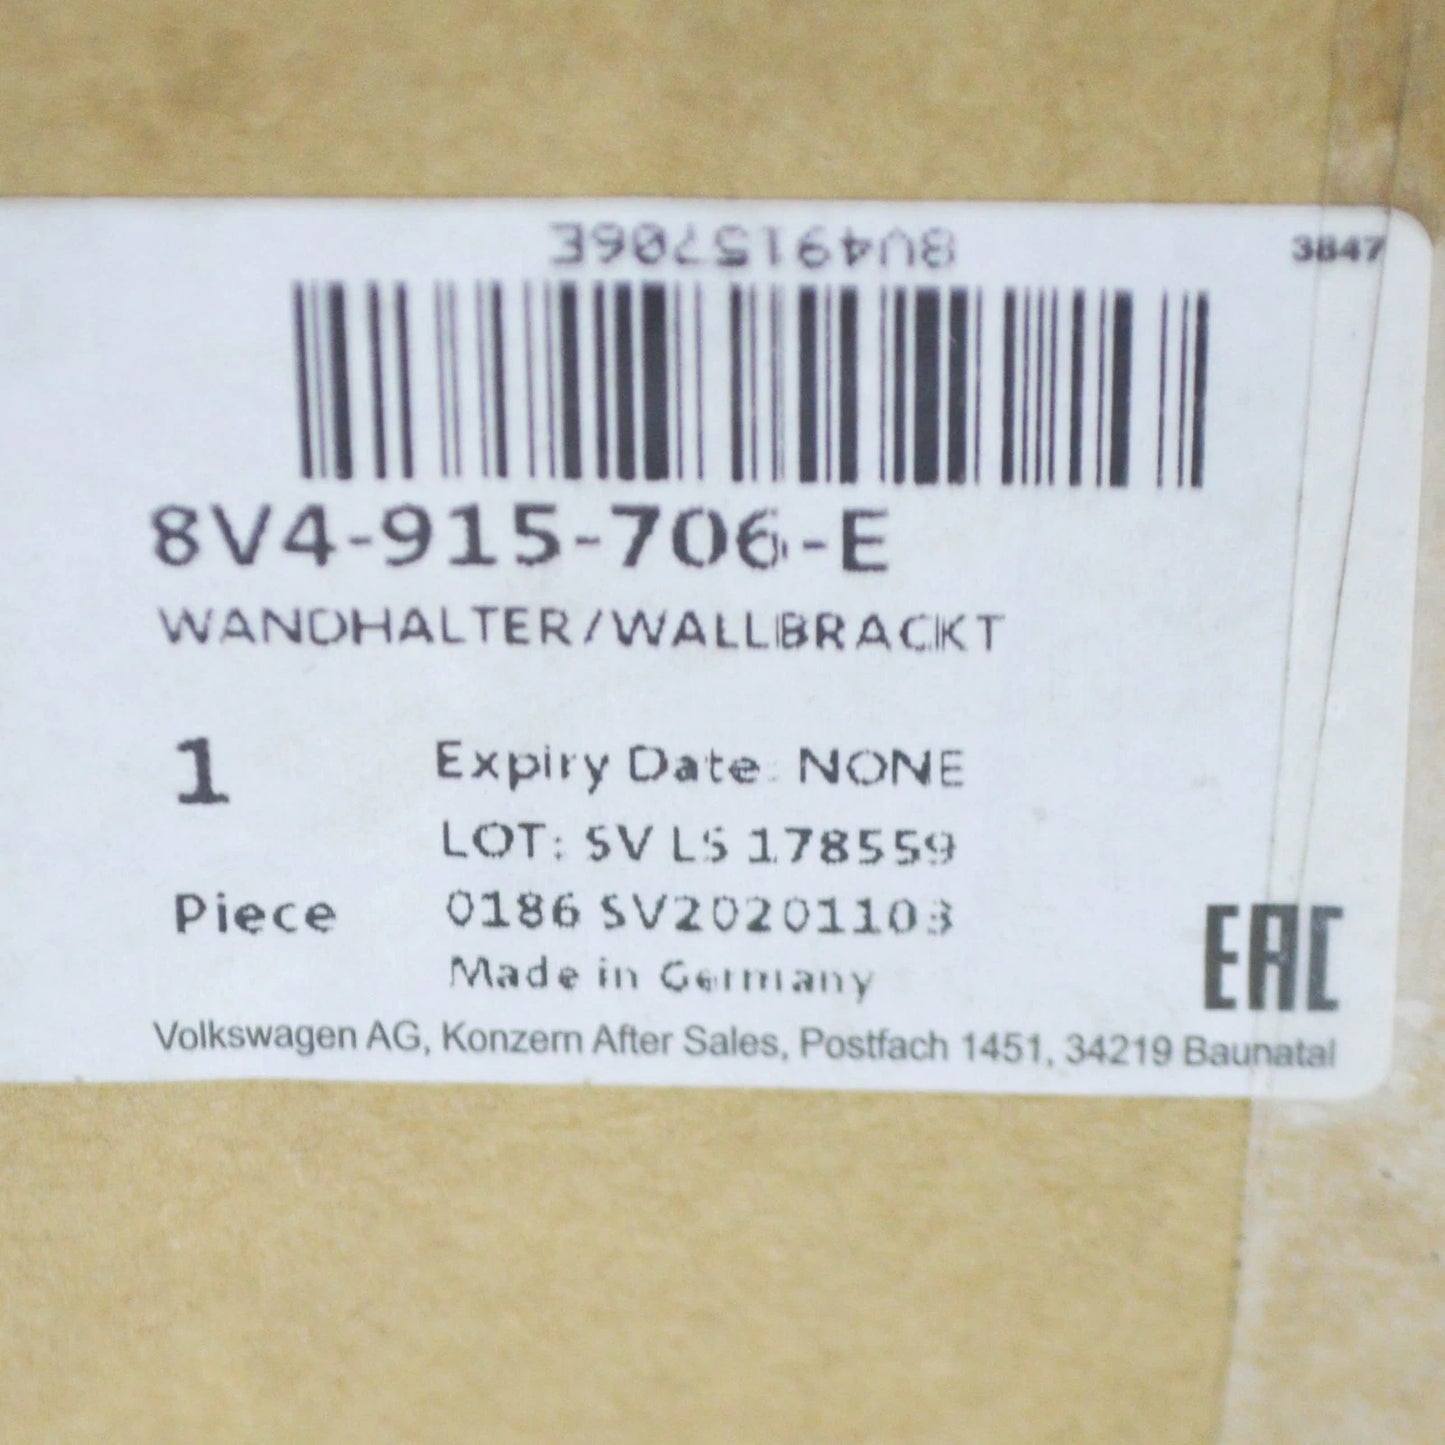 8V4915706E
3847
8V4-915-706-E
WANDHALTER/WALLBRACKT
1 Expiry Date: NONE
LOT: SV LS 178559
Piece 0186 SV20201103
Made in Germany
EAC
Volkswagen AG, Konzern After Sales, Postfach 1451, 34219 Baunatal